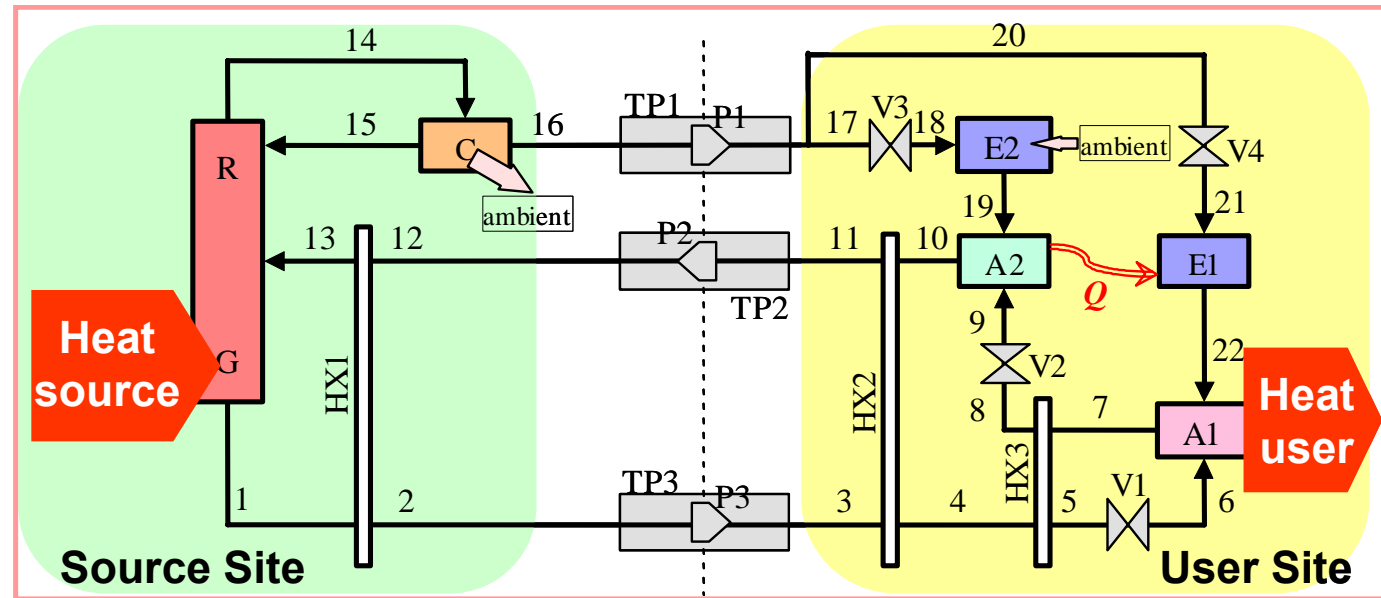 14
20
TP1
P1
V3
15
16
17
18
C
E2
ambient
V4
R
ambient
19
21
13
12
P2
11
10
A2
E1
TP2
Q
Heat
source
G
HX1
HX2
9
V2
22
8
HX3
7
A1
Heat
user
TP3
P3
V1
1
2
3
4
5
6
Source Site
User Site